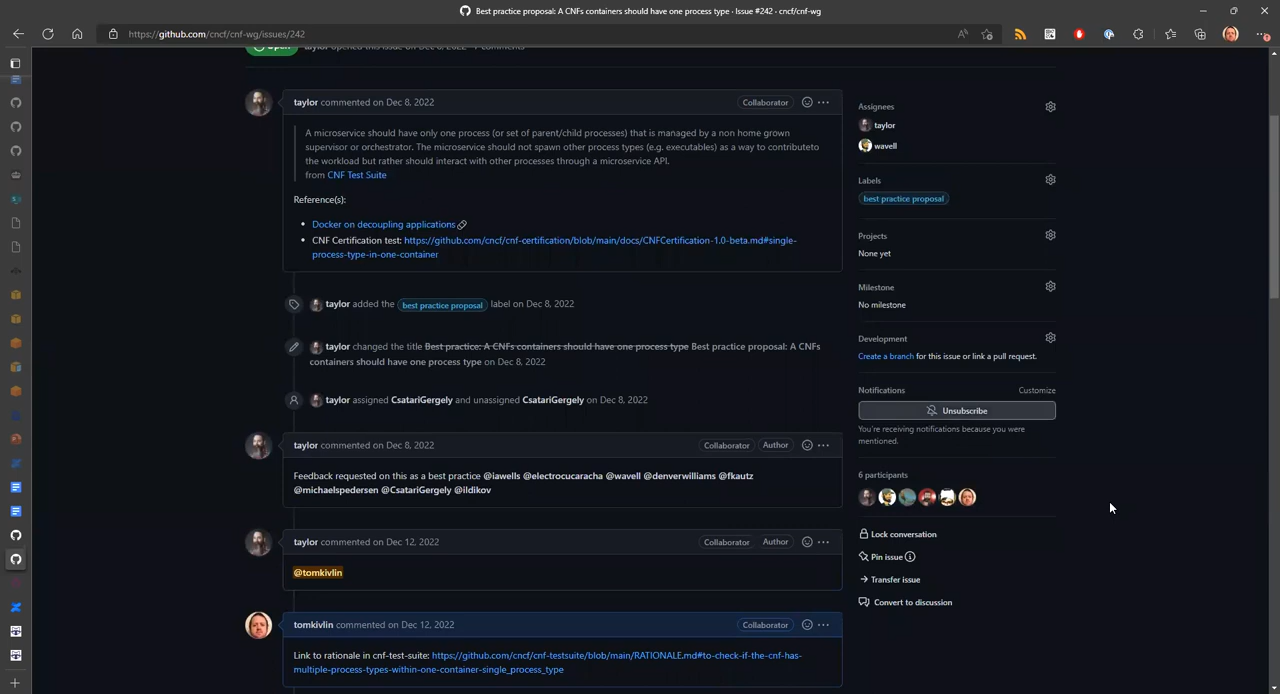 Best practice proposal: A CNFs containers should have one process type · Issue #242 · cncf/cnf-wg
https://github.com/cncf/cnf-wg/issues/242
Open taylor opened this issue on Dec 8, 2022 · 7 comments
taylor commented on Dec 8, 2022
Collaborator
A microservice should have only one process (or set of parent/child processes) that is managed by a non home grown
supervisor or orchestrator. The microservice should not spawn other process types (e.g. executables) as a way to contributeto
the workload but rather should interact with other processes through a microservice API.
from CNF Test Suite
Reference(s):
• Docker on decoupling applications
• CNF Certification test: https://github.com/cncf/cnf-certification/blob/main/docs/CNFCertification-1.0-beta.md#single-
process-type-in-one-container
taylor added the best practice proposal label on Dec 8, 2022
taylor changed the title Best practice: A CNFs containers should have one process type Best practice proposal: A CNFs
containers should have one process type on Dec 8, 2022
taylor assigned CsatariGergely and unassigned CsatariGergely on Dec 8, 2022
taylor commented on Dec 8, 2022
Collaborator Author
Feedback requested on this as a best practice @iawells @electrocucaracha @wavell @denverwilliams @fkautz
@michaelspedersen @CsatariGergely @ildikov
taylor commented on Dec 12, 2022
Collaborator Author
@tomkivlin
tomkivlin commented on Dec 12, 2022
Collaborator
Link to rationale in cnf-test-suite: https://github.com/cncf/cnf-testsuite/blob/main/RATIONALE.md#to-check-if-the-cnf-has-
multiple-process-types-within-one-container-single_process_type
Assignees
taylor
wavell
Labels
best practice proposal
Projects
None yet
Milestone
No milestone
Development
Create a branch for this issue or link a pull request.
Notifications
Customize
Unsubscribe
You're receiving notifications because you were
mentioned.
6 participants
Lock conversation
Pin issue
Transfer issue
Convert to discussion